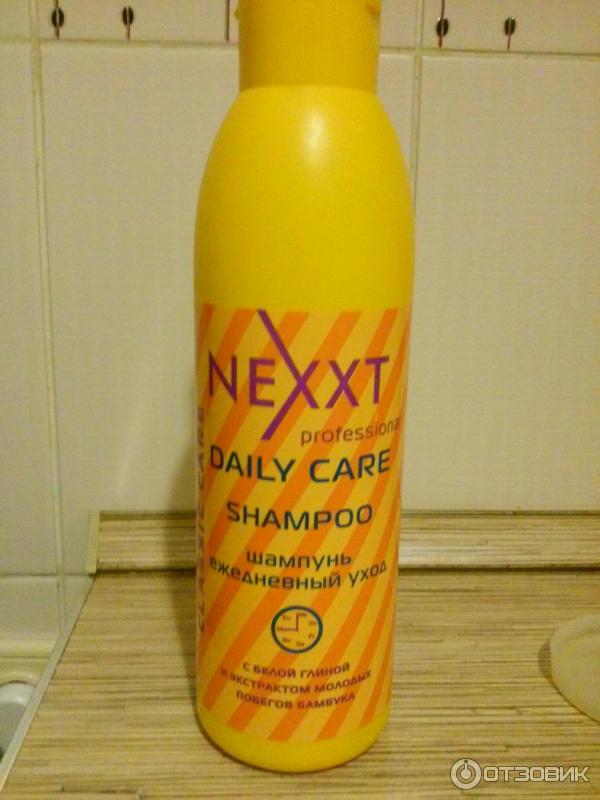 NEXXT
professional
DAILY CARE
SHAMPOO
шампунь
ежедневный уход
CLASSIC CARE
С БЕЛОЙ ГЛИНОЙ
И ЭКСТРАКТОМ МОЛОДЫХ
ПОБЕГОВ БАМБУКА
ОТЗОВИК